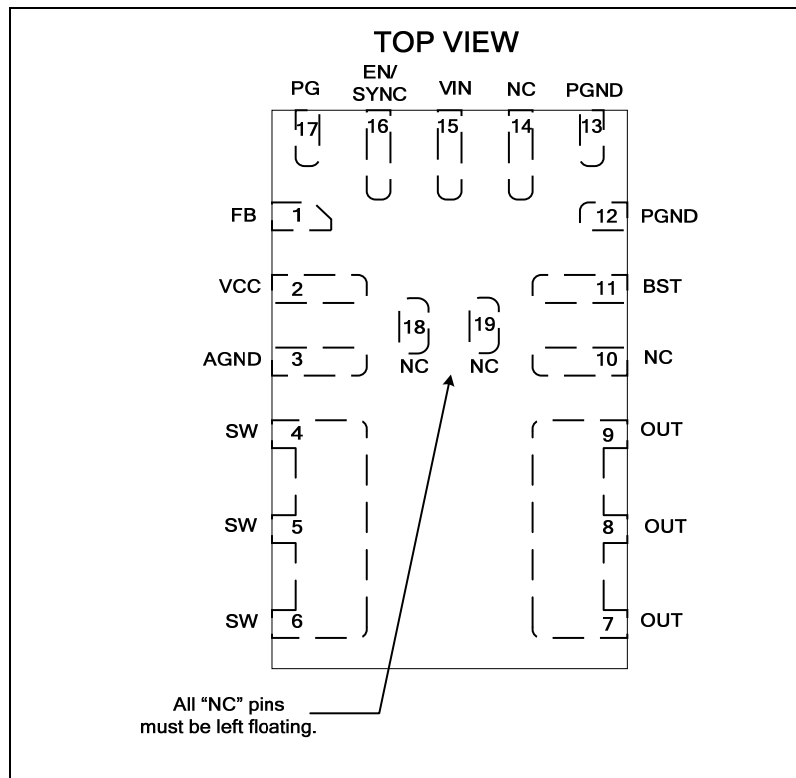 TOP VIEW
PG
EN/
SYNC
VIN
NC
PGND
17
16
15
14
13
FB
1
12
PGND
VCC
2
11
BST
18
19
AGND
3
NC
NC
10
NC
SW
4
9
OUT
SW
5
8
OUT
SW
6
7
OUT
All “NC” pins
must be left floating.